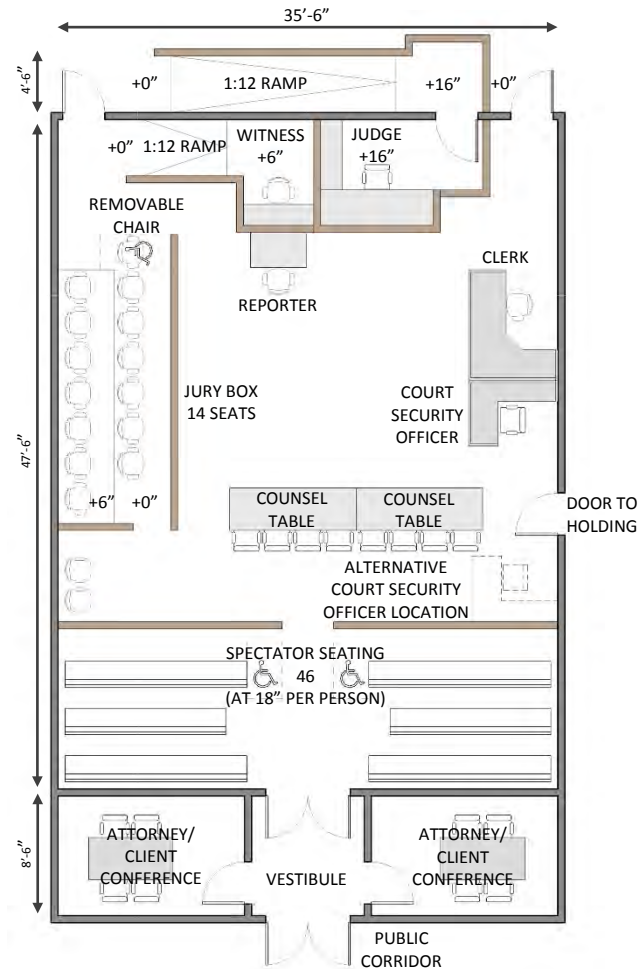 35'-6"
4'-6"
+0"
1:12 RAMP
+16"
+0"
+0"
1:12 RAMP
WITNESS
+6"
JUDGE
+16"
REMOVABLE
CHAIR
REPORTER
CLERK
JURY BOX
14 SEATS
COURT
SECURITY
OFFICER
47'-6"
+6"
+0"
COUNSEL
TABLE
COUNSEL
TABLE
DOOR TO
HOLDING
ALTERNATIVE
COURT SECURITY
OFFICER LOCATION
SPECTATOR SEATING
46
(AT 18" PER PERSON)
8'-6"
ATTORNEY/
CLIENT
CONFERENCE
VESTIBULE
ATTORNEY/
CLIENT
CONFERENCE
PUBLIC
CORRIDOR